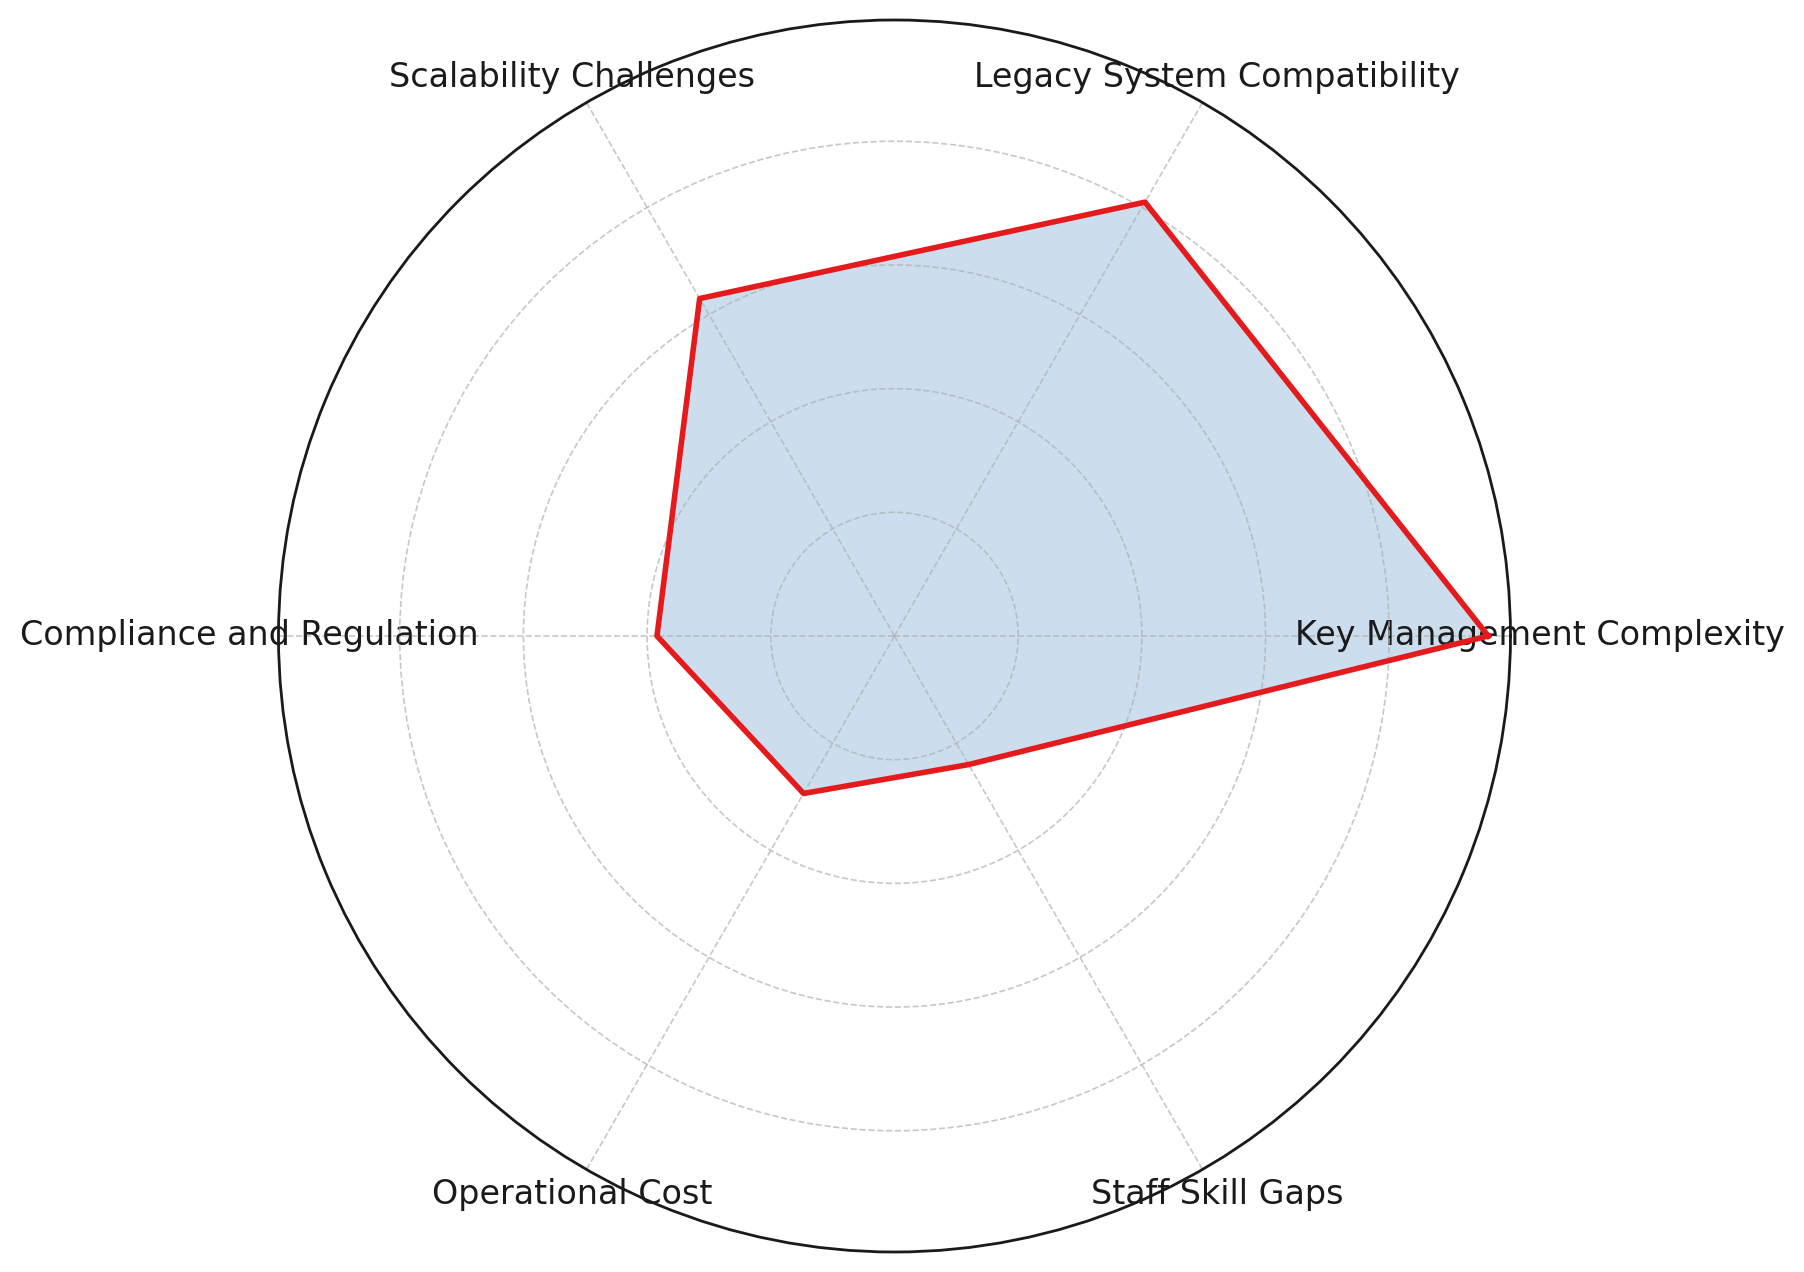 Scalability Challenges
Legacy System Compatibility
Compliance and Regulation
Key Management Complexity
Operational Cost
Staff Skill Gaps